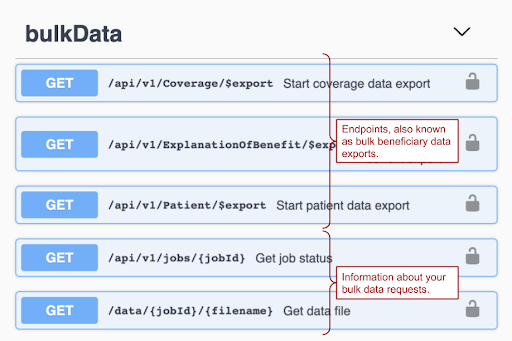 bulkData
GET /api/v1/Coverage/$export Start coverage data export
GET /api/v1/ExplanationOfBenefit/$exp
Endpoints, also known
as bulk beneficiary data
exports.
GET /api/v1/Patient/$export Start patient data export
GET /api/v1/jobs/{jobId} Get job status
Information about your
bulk data requests.
GET /data/{jobId}/{filename} Get data file